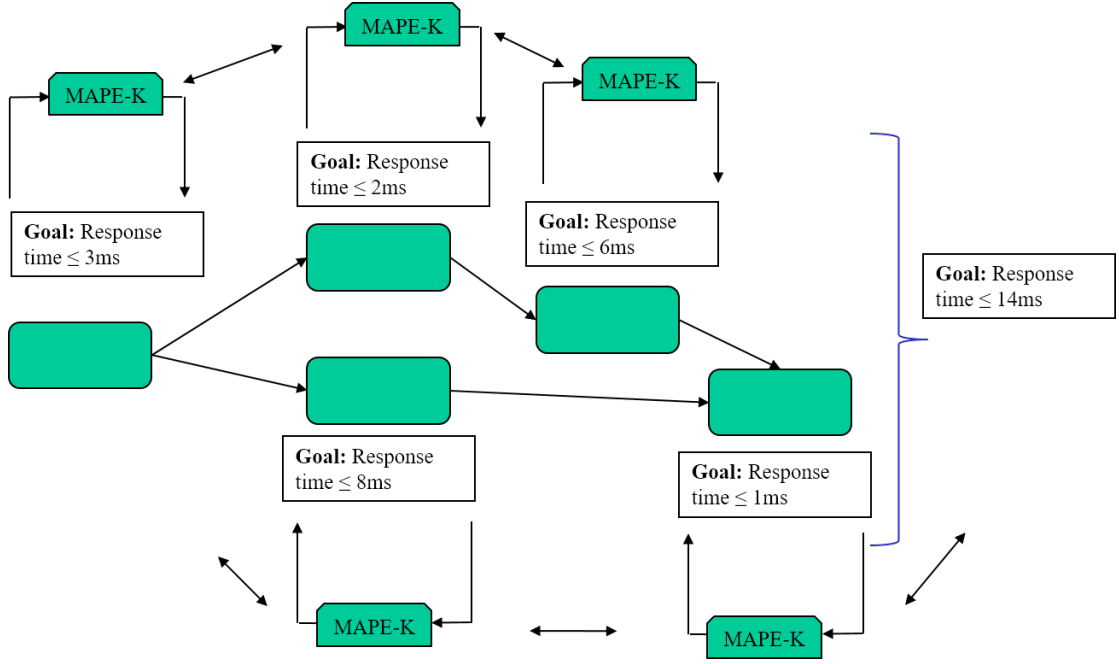 MAPE-K
MAPE-K
MAPE-K
Goal: Response
time ≤ 2ms
Goal: Response
time ≤ 3ms
Goal: Response
time ≤ 6ms
Goal: Response
time ≤ 14ms
Goal: Response
time ≤ 8ms
Goal: Response
time ≤ 1ms
MAPE-K
MAPE-K